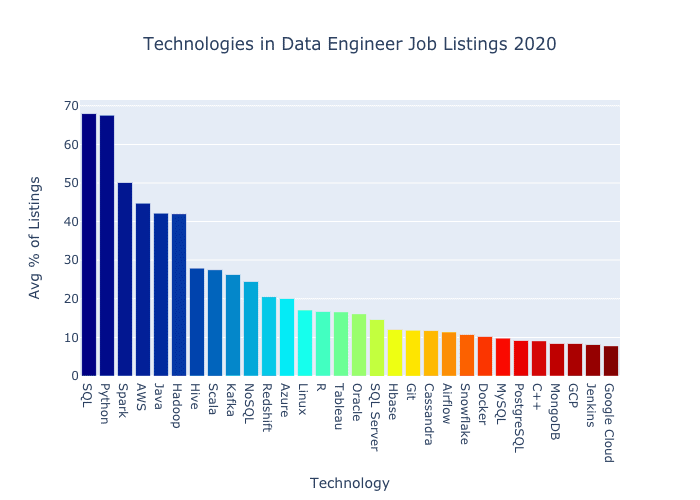 Technologies in Data Engineer Job Listings 2020
Avg % of Listings
70
60
50
40
30
20
10
0
SQL
Python
Spark
AWS
Java
Hadoop
Hive
Scala
Kafka
NoSQL
Redshift
Azure
Linux
R
Tableau
Oracle
SQL Server
Hbase
Git
Cassandra
Airflow
Snowflake
Docker
MySQL
PostgreSQL
C++
MongoDB
GCP
Jenkins
Google Cloud
Technology